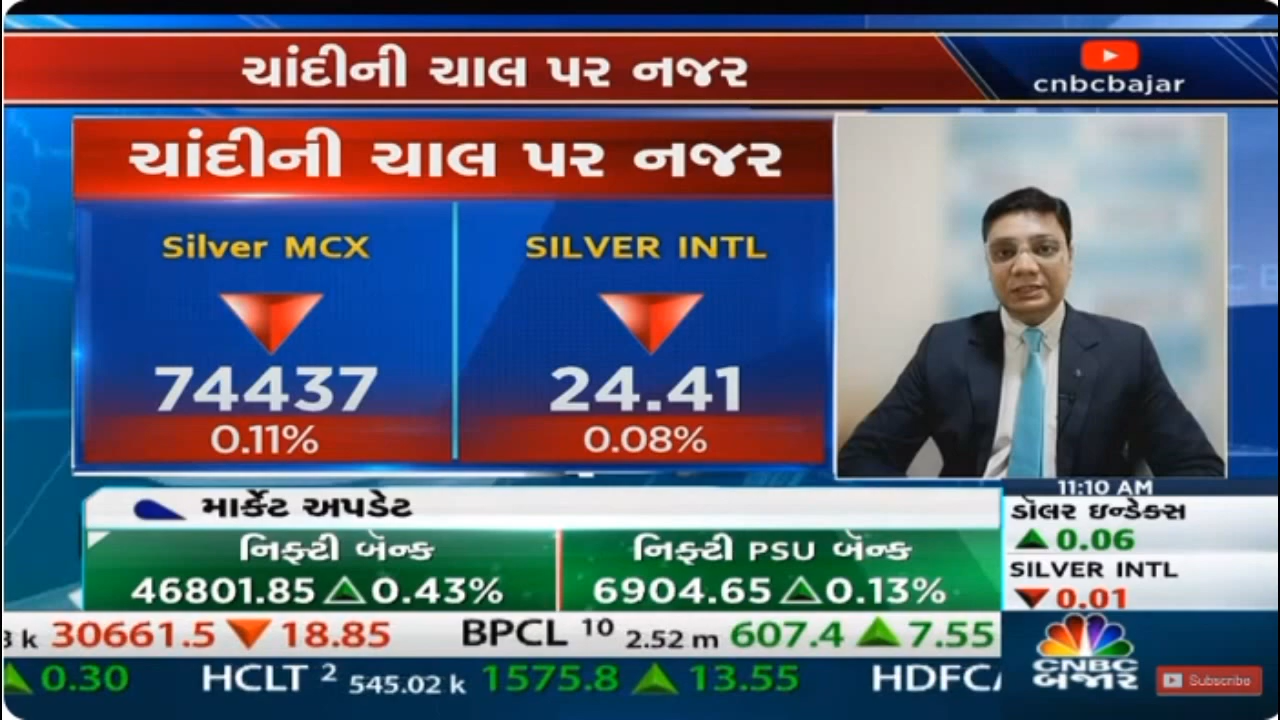 ચાંદીની ચાલ પર નજર
cnbcbajar
ચાંદીની ચાલ પર નજર
Silver MCX
74437
0.11%
SILVER INTL
24.41
0.08%
માર્કેટ અપડેટ
નિફ્ટી બૅન્ક
46801.85 0.43%
નિફ્ટી PSU બૅન્ક
6904.65 0.13%
11:10 AM
ડૉલર ઇન્ડેક્સ
0.06
SILVER INTL
0.01
k 30661.5 18.85 BPCL 10 2.52 m 607.4 7.55
0.30 HCLT 2 545.02 k 1575.8 13.55 HDFC
CNBC
બજાર
Subscribe